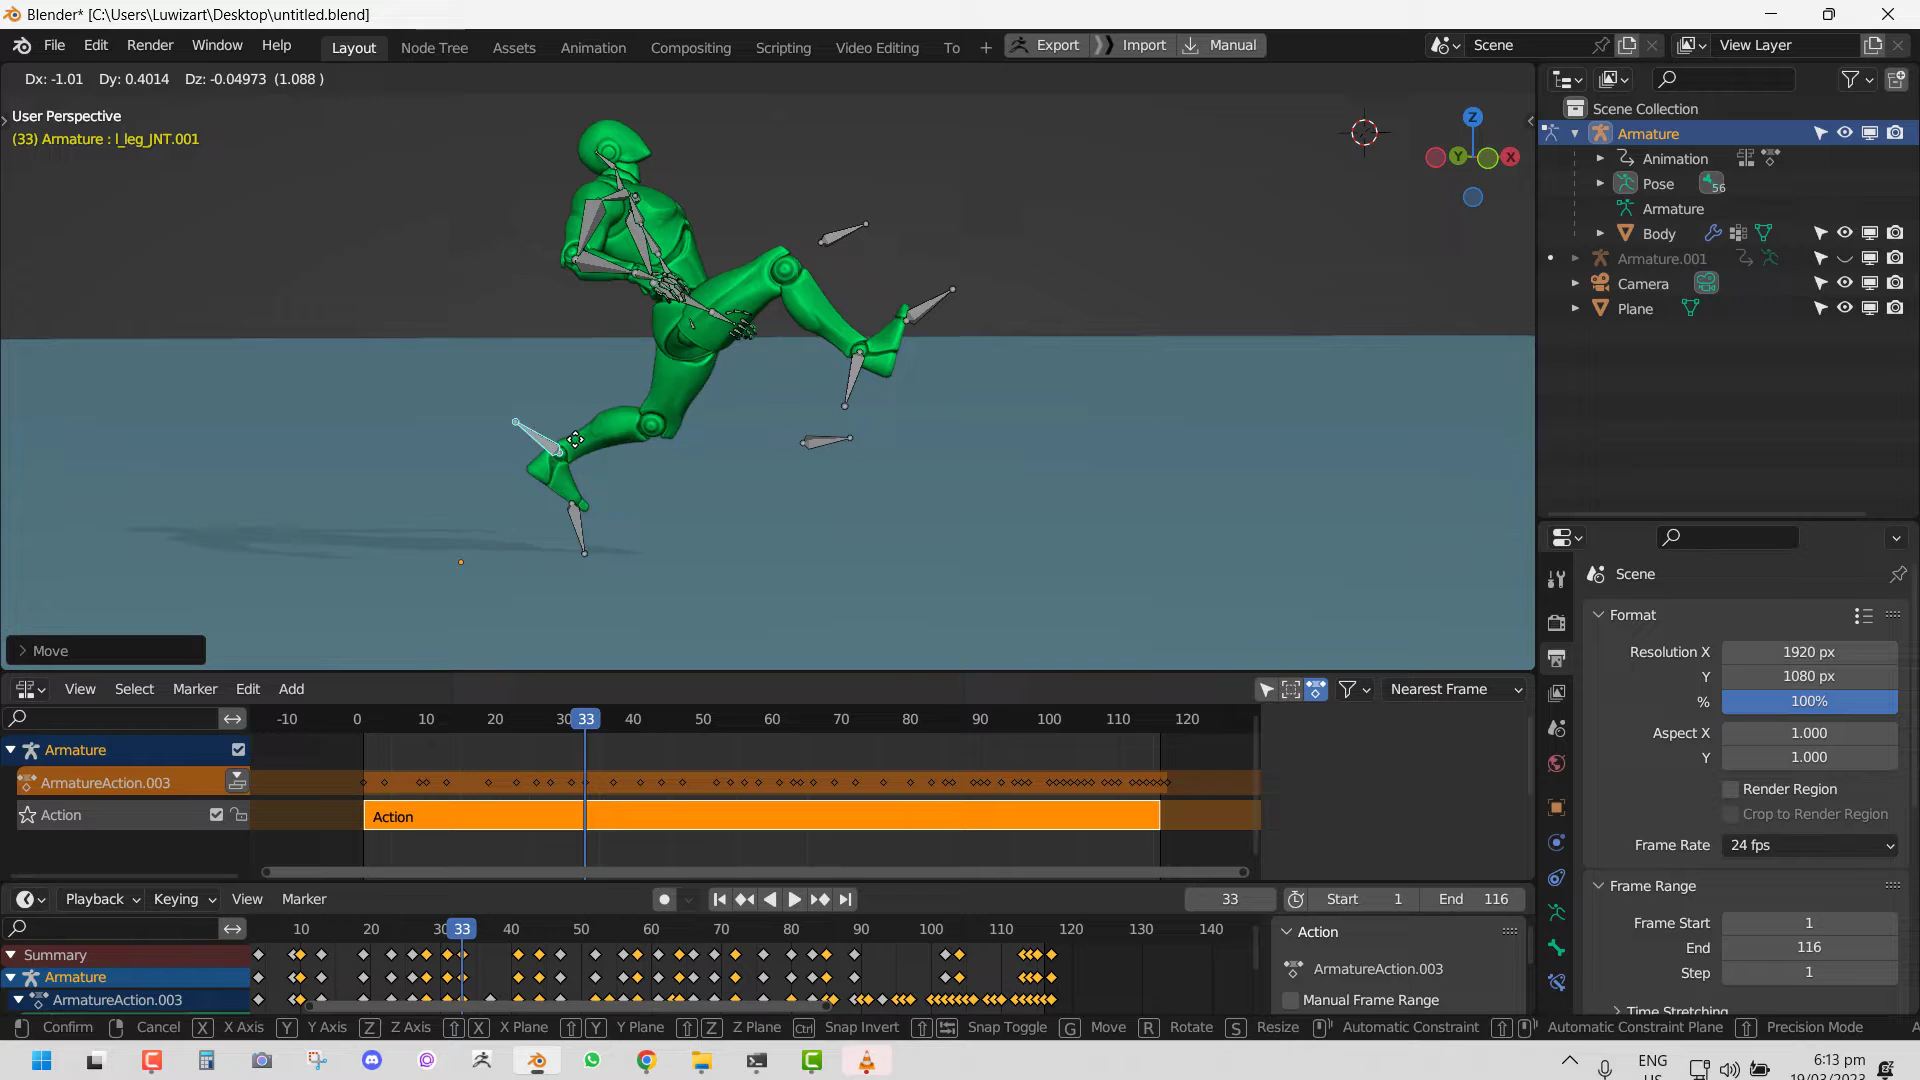 Blender* [C:\Users\Luwizart\Desktop\untitled.blend]
File Edit Render Window Help Layout Node Tree Assets Animation Compositing Scripting Video Editing To + Export Import Manual Scene View Layer
Dx: -1.01 Dy: 0.4014 Dz: -0.04973 (1.088 )
User Perspective
(33) Armature : l_leg_JNT.001
Z
Y
X
Scene Collection
Armature
Animation
Pose 56
Armature
Body
Armature.001
Camera
Plane
Move
Scene
Format
Resolution X 1920 px
Y 1080 px
% 100%
Aspect X 1.000
Y 1.000
Render Region
Crop to Render Region
Frame Rate 24 fps
Frame Range
Frame Start 1
End 116
Step 1
Time Stretching
View Select Marker Edit Add Nearest Frame
-10 0 10 20 30 33 40 50 60 70 80 90 100 110 120
Armature
ArmatureAction.003
Action
Action
Playback Keying View Marker 33 Start 1 End 116
10 20 30 33 40 50 60 70 80 90 100 110 120 130 140
Summary
Armature
ArmatureAction.003
Action
ArmatureAction.003
Manual Frame Range
Confirm Cancel X X Axis Y Y Axis Z Z Axis X X Plane Y Y Plane Z Z Plane Ctrl Snap Invert Snap Toggle G Move R Rotate S Resize Automatic Constraint Automatic Constraint Plane Precision Mode
ENG
6:13 pm
19/03/2023